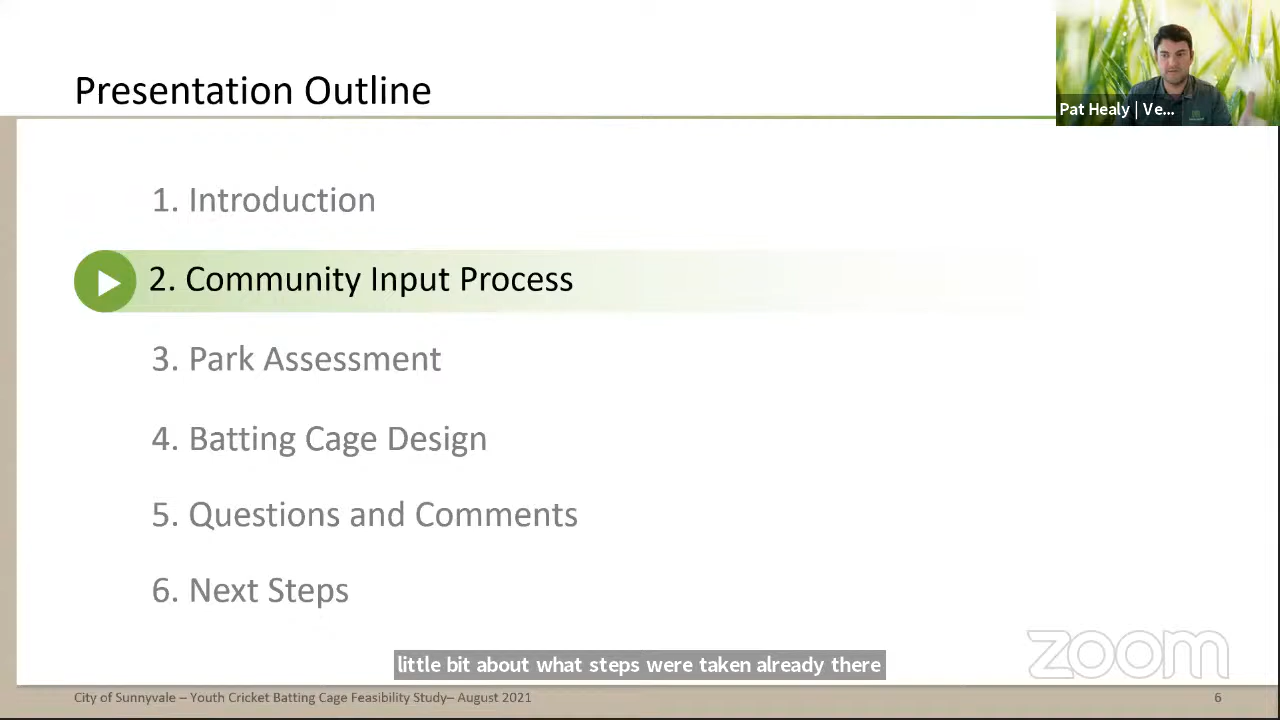 Presentation Outline
Pat Healy | Ve...
1. Introduction
2. Community Input Process
3. Park Assessment
4. Batting Cage Design
5. Questions and Comments
6. Next Steps
little bit about what steps were taken already there
zoom
City of Sunnyvale – Youth Cricket Batting Cage Feasibility Study– August 2021
6